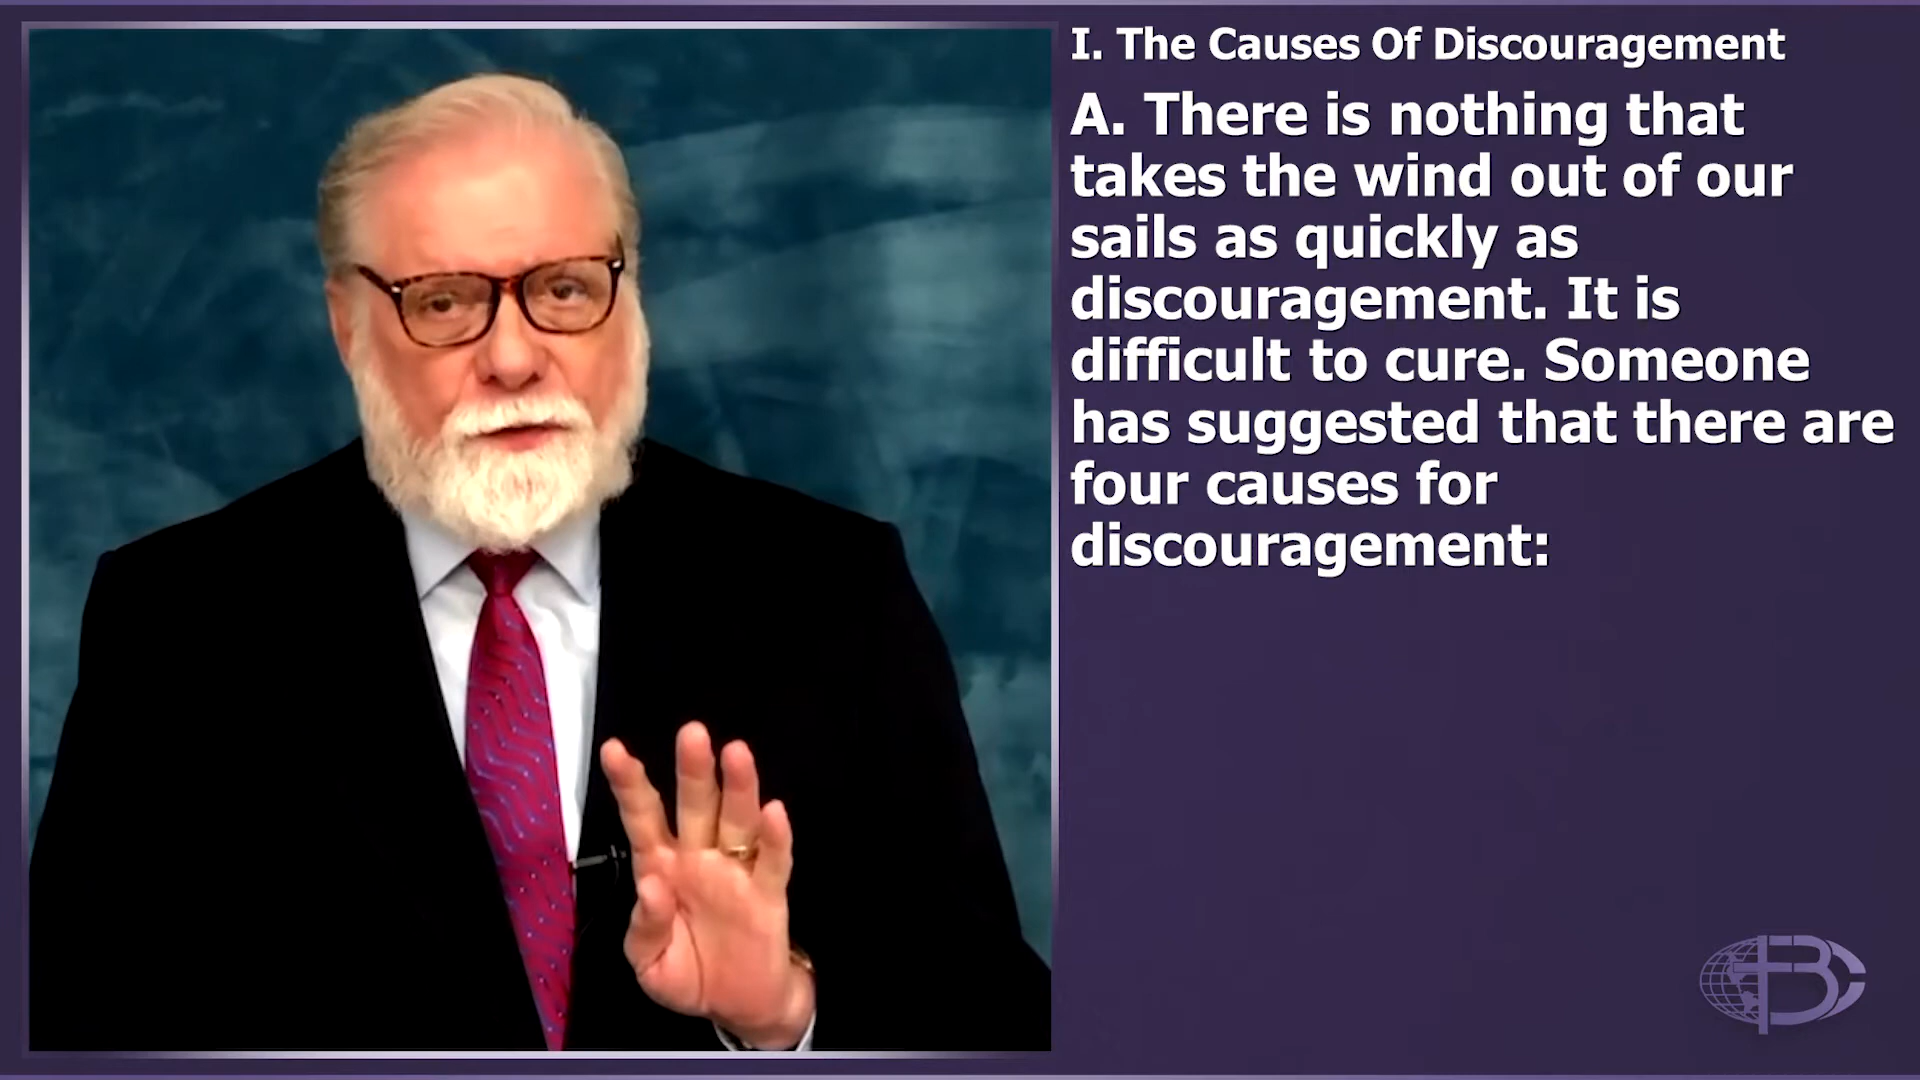 I. The Causes Of Discouragement
A. There is nothing that
takes the wind out of our
sails as quickly as
discouragement. It is
difficult to cure. Someone
has suggested that there are
four causes for
discouragement: